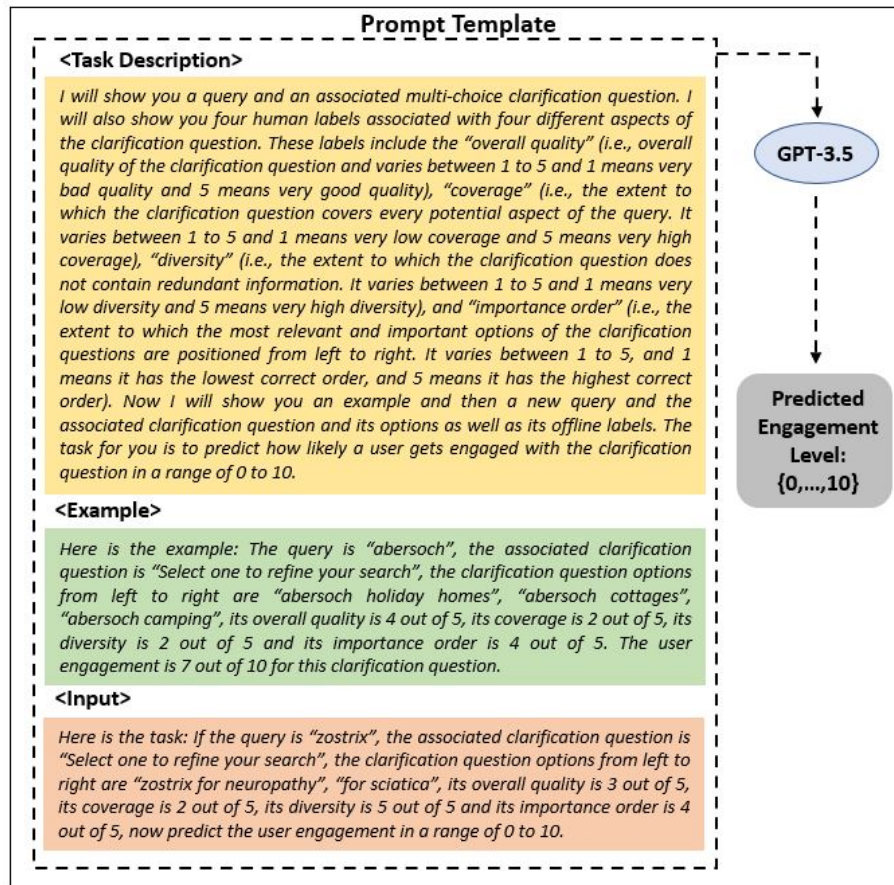 Prompt Template
<Task Description>
I will show you a query and an associated multi-choice clarification question. I
will also show you four human labels associated with four different aspects of
the clarification question. These labels include the “overall quality” (i.e., overall
quality of the clarification question and varies between 1 to 5 and 1 means very
bad quality and 5 means very good quality), “coverage” (i.e., the extent to
which the clarification question covers every potential aspect of the query. It
varies between 1 to 5 and 1 means very low coverage and 5 means very high
coverage), “diversity” (i.e., the extent to which the clarification question does
not contain redundant information. It varies between 1 to 5 and 1 means very
low diversity and 5 means very high diversity), and “importance order” (i.e., the
extent to which the most relevant and important options of the clarification
questions are positioned from left to right. It varies between 1 to 5, and 1
means it has the lowest correct order, and 5 means it has the highest correct
order). Now I will show you an example and then a new query and the
associated clarification question and its options as well as its offline labels. The
task for you is to predict how likely a user gets engaged with the clarification
question in a range of 0 to 10.
<Example>
Here is the example: The query is “abersoch”, the associated clarification
question is “Select one to refine your search”, the clarification question options
from left to right are “abersoch holiday homes”, “abersoch cottages”,
“abersoch camping”, its overall quality is 4 out of 5, its coverage is 2 out of 5, its
diversity is 2 out of 5 and its importance order is 4 out of 5. The user
engagement is 7 out of 10 for this clarification question.
<Input>
Here is the task: If the query is “zostrix”, the associated clarification question is
“Select one to refine your search”, the clarification question options from left to
right are “zostrix for neuropathy”, “for sciatica”, its overall quality is 3 out of 5,
its coverage is 2 out of 5, its diversity is 5 out of 5 and its importance order is 4
out of 5, now predict the user engagement in a range of 0 to 10.
GPT-3.5
Predicted
Engagement
Level:
{0,...,10}